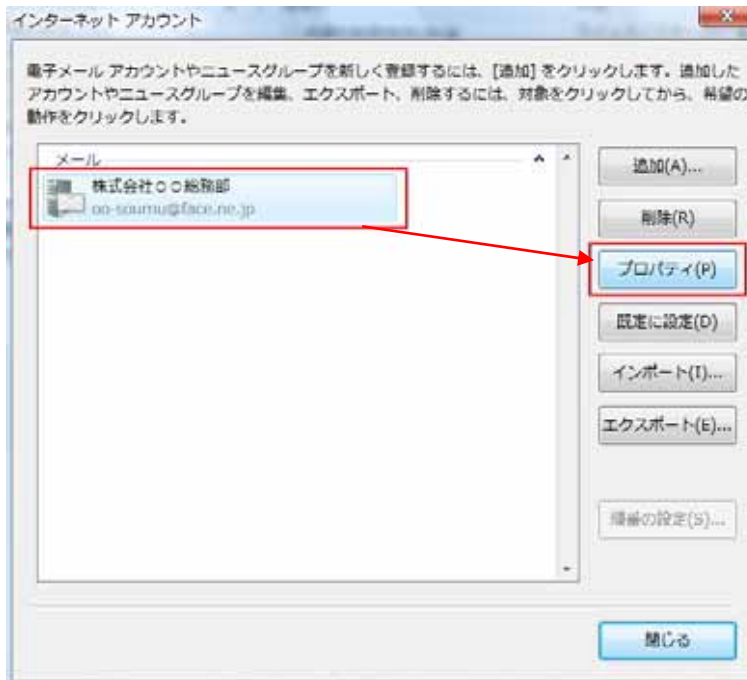 インターネット アカウント
電子メール アカウントやニュースグループを新しく登録するには、[追加] をクリックします。追加した
アカウントやニュースグループを編集、エクスポート、削除するには、対象をクリックしてから、希望の
動作をクリックします。
メール
株式会社○○総務部
oo-soumu@face.ne.jp
追加(A)...
削除(R)
プロパティ(P)
既定に設定(D)
インポート(I)...
エクスポート(E)...
順番の設定(S)...
閉じる